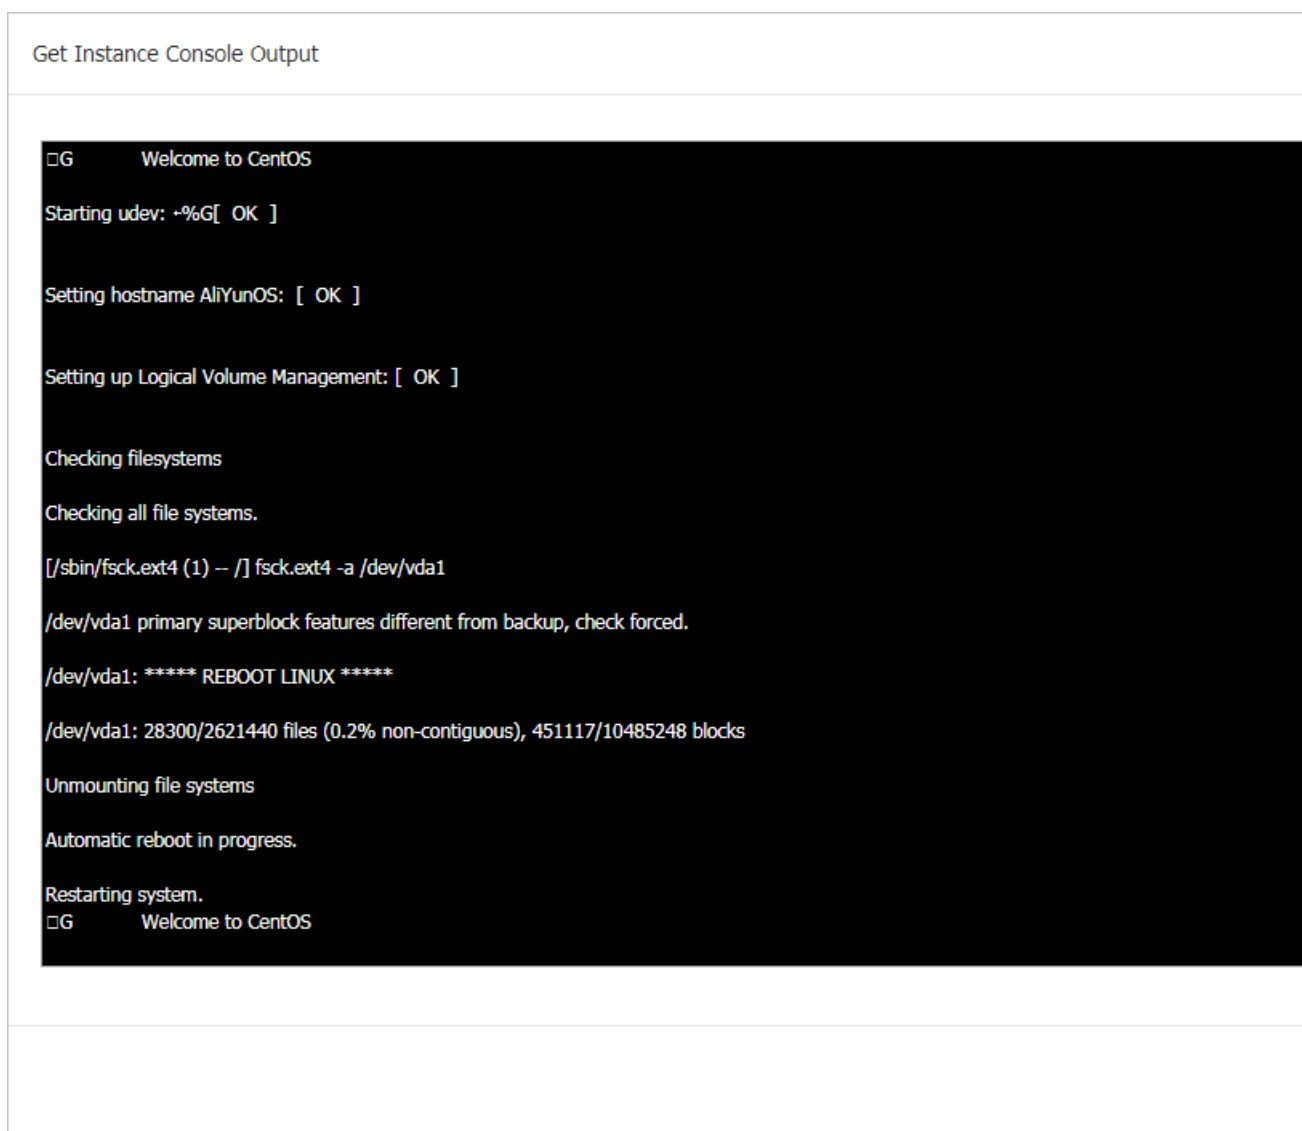 Get Instance Console Output
□G Welcome to CentOS
Starting udev: ←%G[ OK ]
Setting hostname AliYunOS: [ OK ]
Setting up Logical Volume Management: [ OK ]
Checking filesystems
Checking all file systems.
[/sbin/fsck.ext4 (1) -- /] fsck.ext4 -a /dev/vda1
/dev/vda1 primary superblock features different from backup, check forced.
/dev/vda1: ***** REBOOT LINUX *****
/dev/vda1: 28300/2621440 files (0.2% non-contiguous), 451117/10485248 blocks
Unmounting file systems
Automatic reboot in progress.
Restarting system.
□G Welcome to CentOS